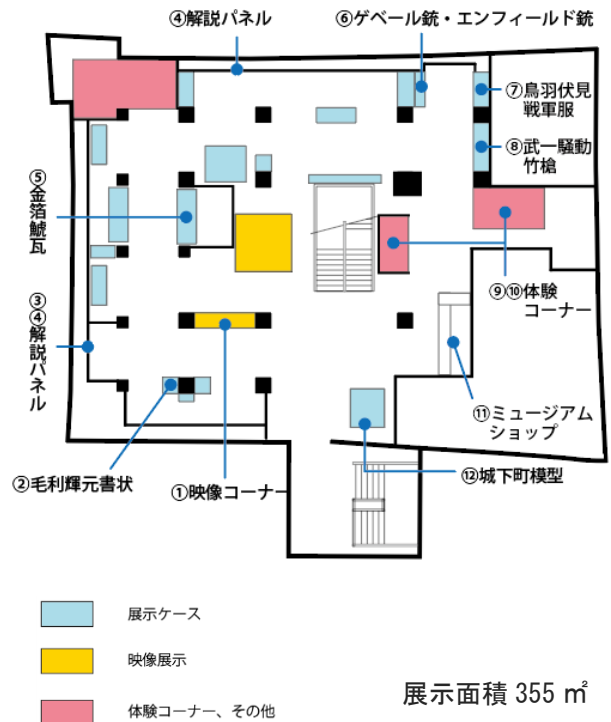 ④解説パネル
⑥ゲベール銃・エンフィールド銃
⑦鳥羽伏見
戦軍服
⑧武一騒動
竹槍
⑤金箔鯱瓦
⑨⑩体験
コーナー
③④解説パネル
⑪ミュージアム
ショップ
②毛利輝元書状
①映像コーナー
⑫城下町模型
展示ケース
映像展示
体験コーナー、その他
展示面積 355 ㎡